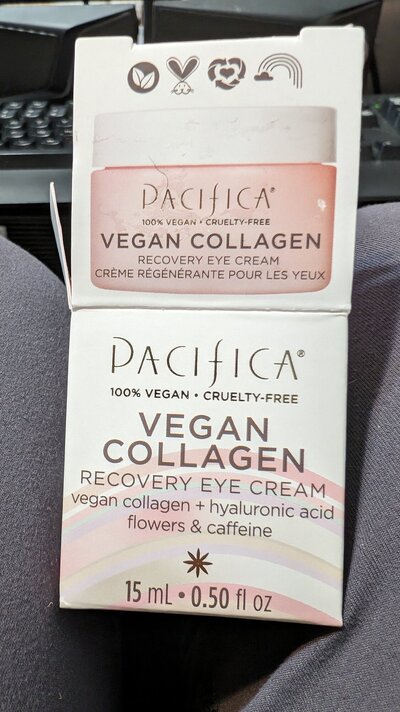 PACIFICA®
100% VEGAN • CRUELTY-FREE
VEGAN COLLAGEN
RECOVERY EYE CREAM
CRÈME RÉGÉNÉRANTE POUR LES YEUX
PACIFICA®
100% VEGAN • CRUELTY-FREE
VEGAN
COLLAGEN
RECOVERY EYE CREAM
vegan collagen + hyaluronic acid
flowers & caffeine
15 mL • 0.50 fl oz